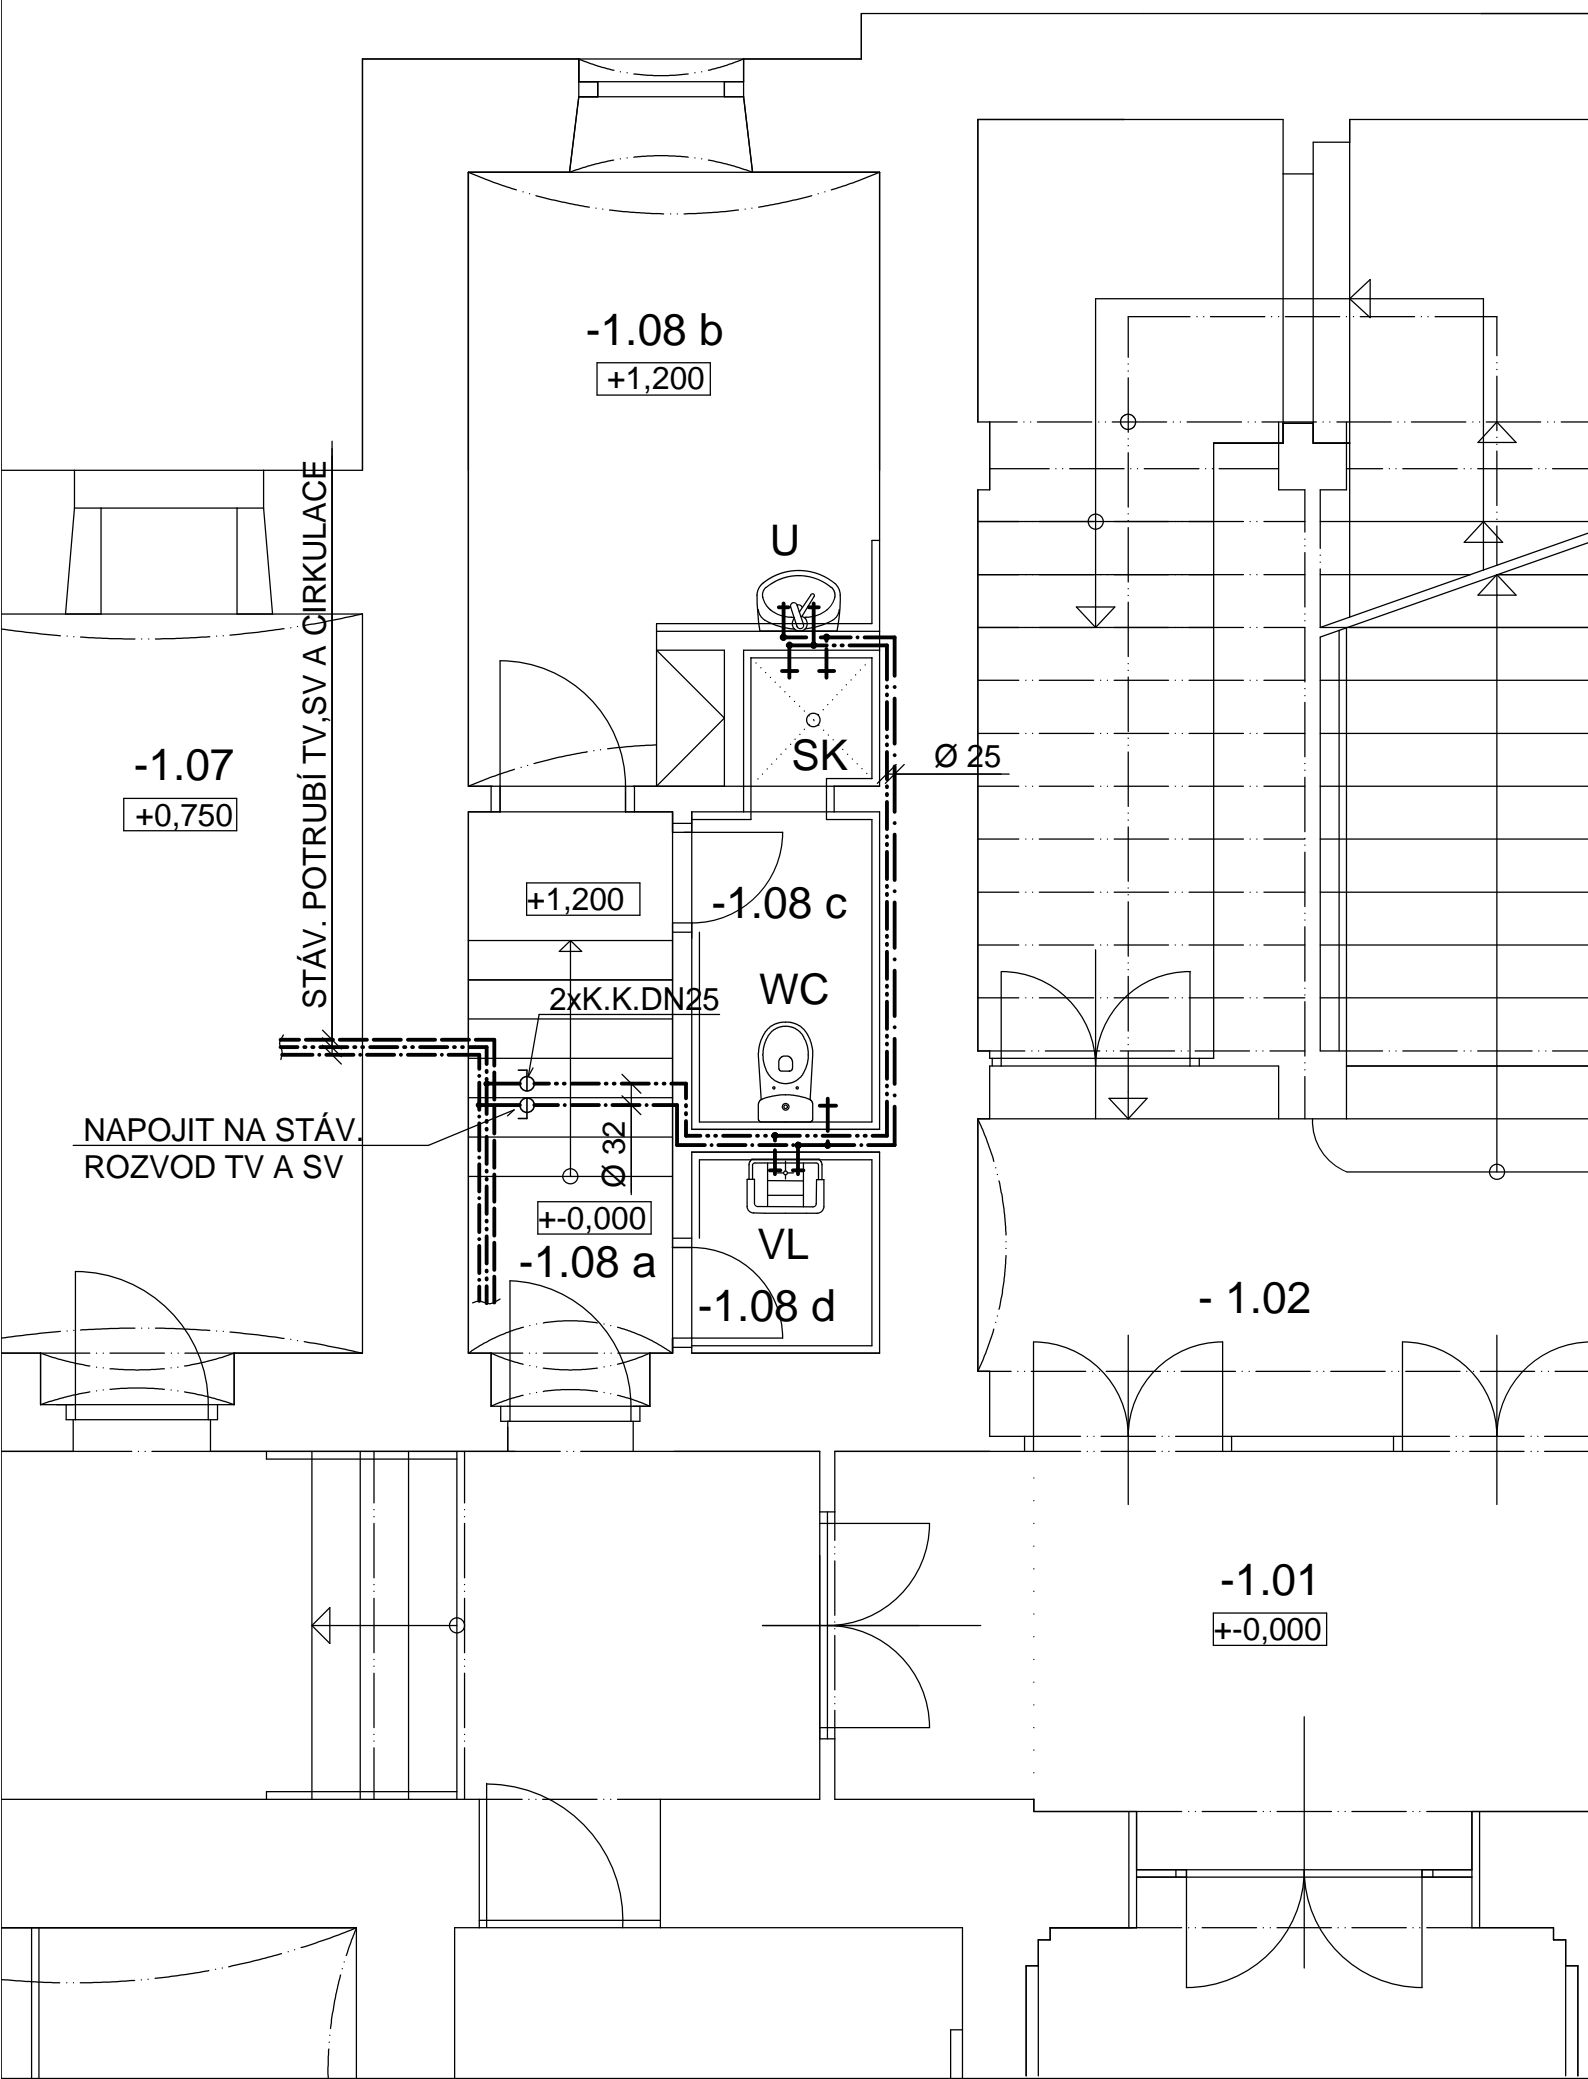 -1.08 b
+1,200
STÁV. POTRUBÍ TV,SV A CIRKULACE
U
-1.07
+0,750
SK
Ø 25
+1,200
-1.08 c
WC
2xK.K.DN25
NAPOJIT NA STÁV.
ROZVOD TV A SV
Ø 32
+-0,000
-1.08 a
VL
-1.08 d
- 1.02
-1.01
+-0,000